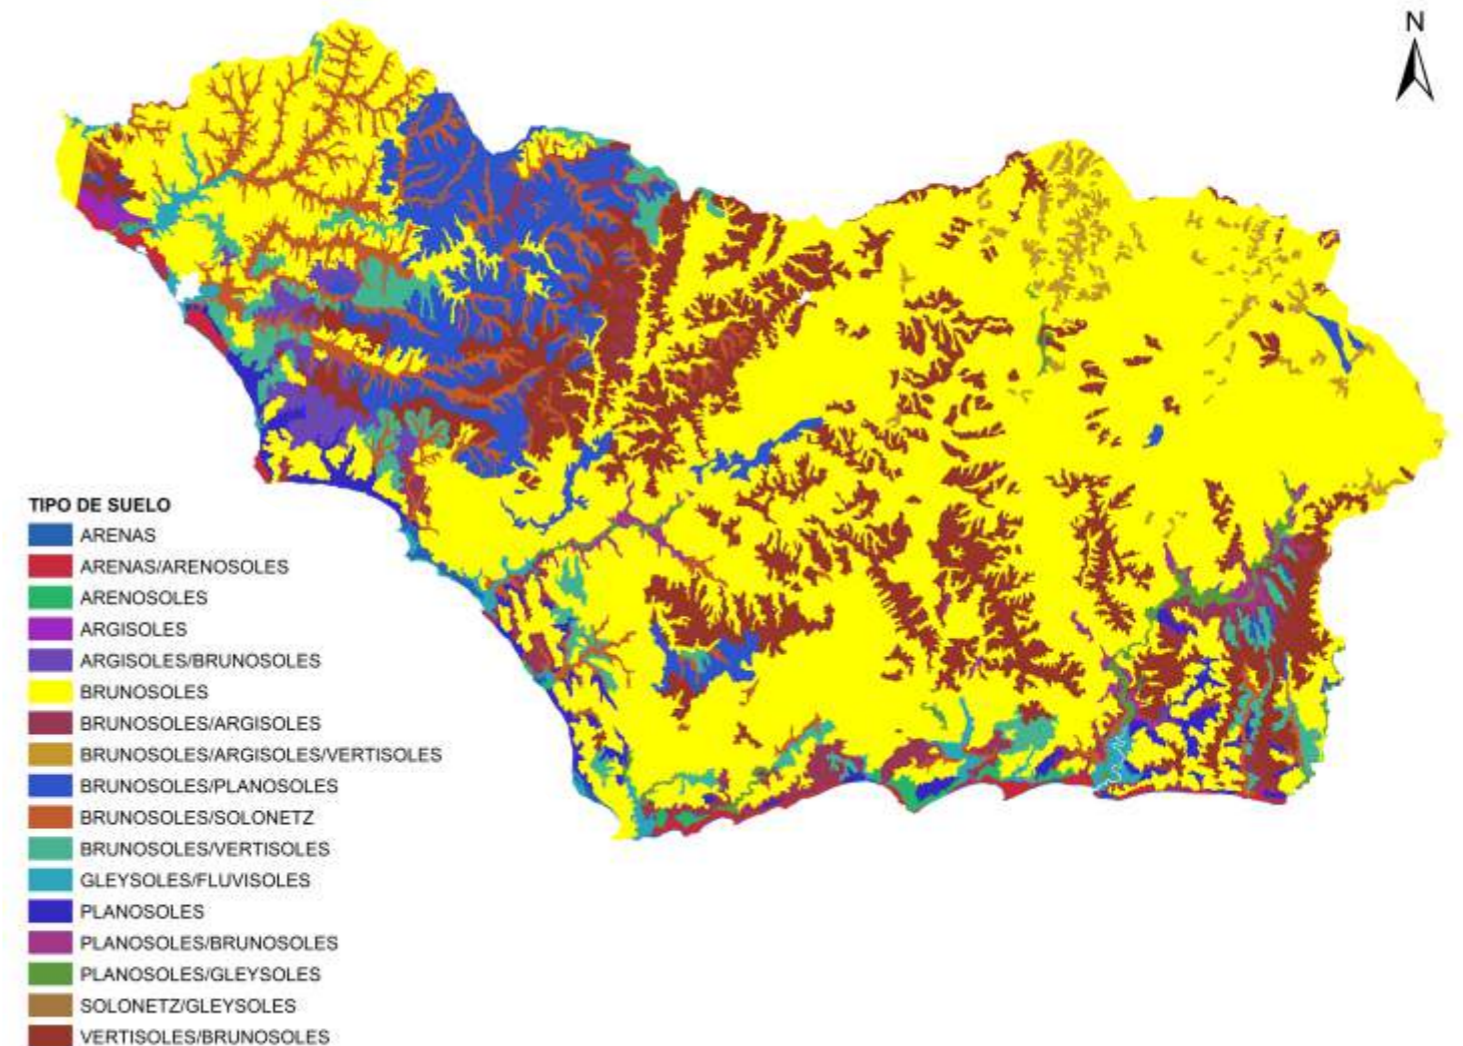 N
TIPO DE SUELO
ARENAS
ARENAS/ARENOSOLES
ARENOSOLES
ARGISOLES
ARGISOLES/BRUNOSOLES
BRUNOSOLES
BRUNOSOLES/ARGISOLES
BRUNOSOLES/ARGISOLES/VERTISOLES
BRUNOSOLES/PLANOSOLES
BRUNOSOLES/SOLONETZ
BRUNOSOLES/VERTISOLES
GLEYSOLES/FLUVISOLES
PLANOSOLES
PLANOSOLES/BRUNOSOLES
PLANOSOLES/GLEYSOLES
SOLONETZ/GLEYSOLES
VERTISOLES/BRUNOSOLES